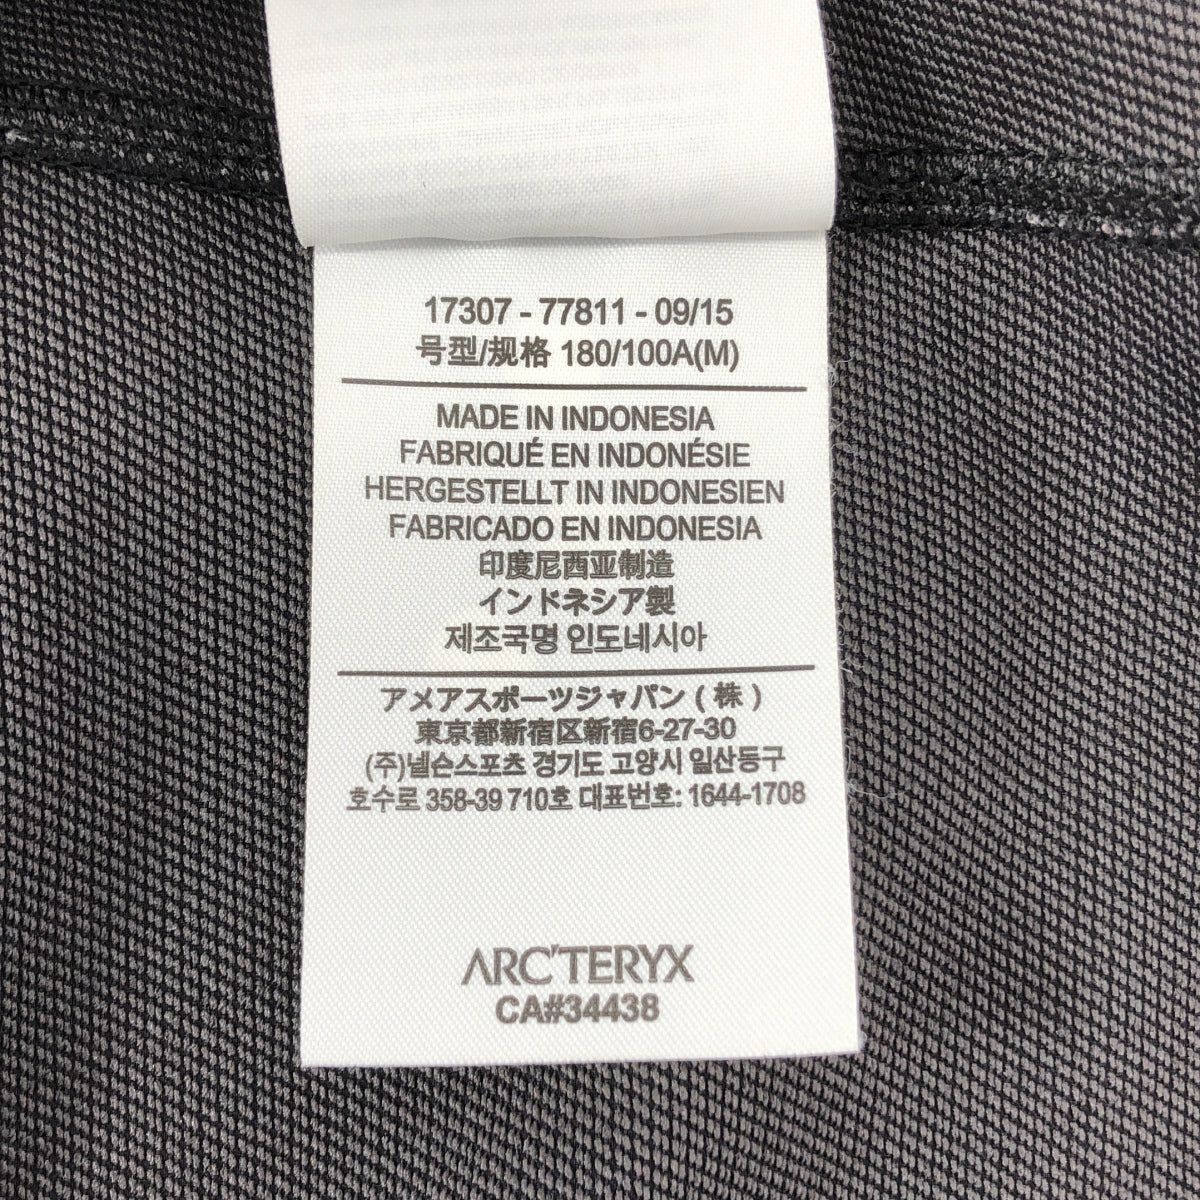 17307 - 77811 - 09/15
号型/规格 180/100A(M)
MADE IN INDONESIA
FABRIQUÉ EN INDONÉSIE
HERGESTELLT IN INDONESIEN
FABRICADO EN INDONESIA
印度尼西亚制造
インドネシア製
제조국명 인도네시아
アメアスポーツジャパン ( 株 )
東京都新宿区新宿6-27-30
(주)넬슨스포츠 경기도 고양시 일산동구
호수로 358-39 710호 대표번호: 1644-1708
ARC'TERYX
CA#34438